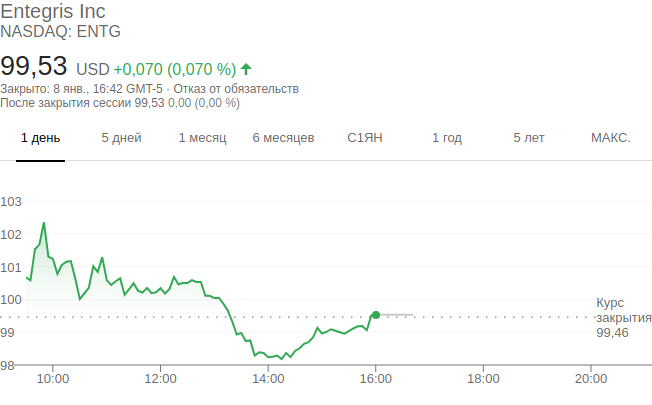 Entegris Inc
NASDAQ: ENTG
99,53 USD +0,070 (0,070 %)
Закрыто: 8 янв., 16:42 GMT-5 · Отказ от обязательств
После закрытия сессии 99,53 0,00 (0,00 %)
1 день 5 дней 1 месяц 6 месяцев С1ЯН 1 год 5 лет МАКС.
103
102
101
100
99
98
Курс
закрытия
99,46
10:00 12:00 14:00 16:00 18:00 20:00